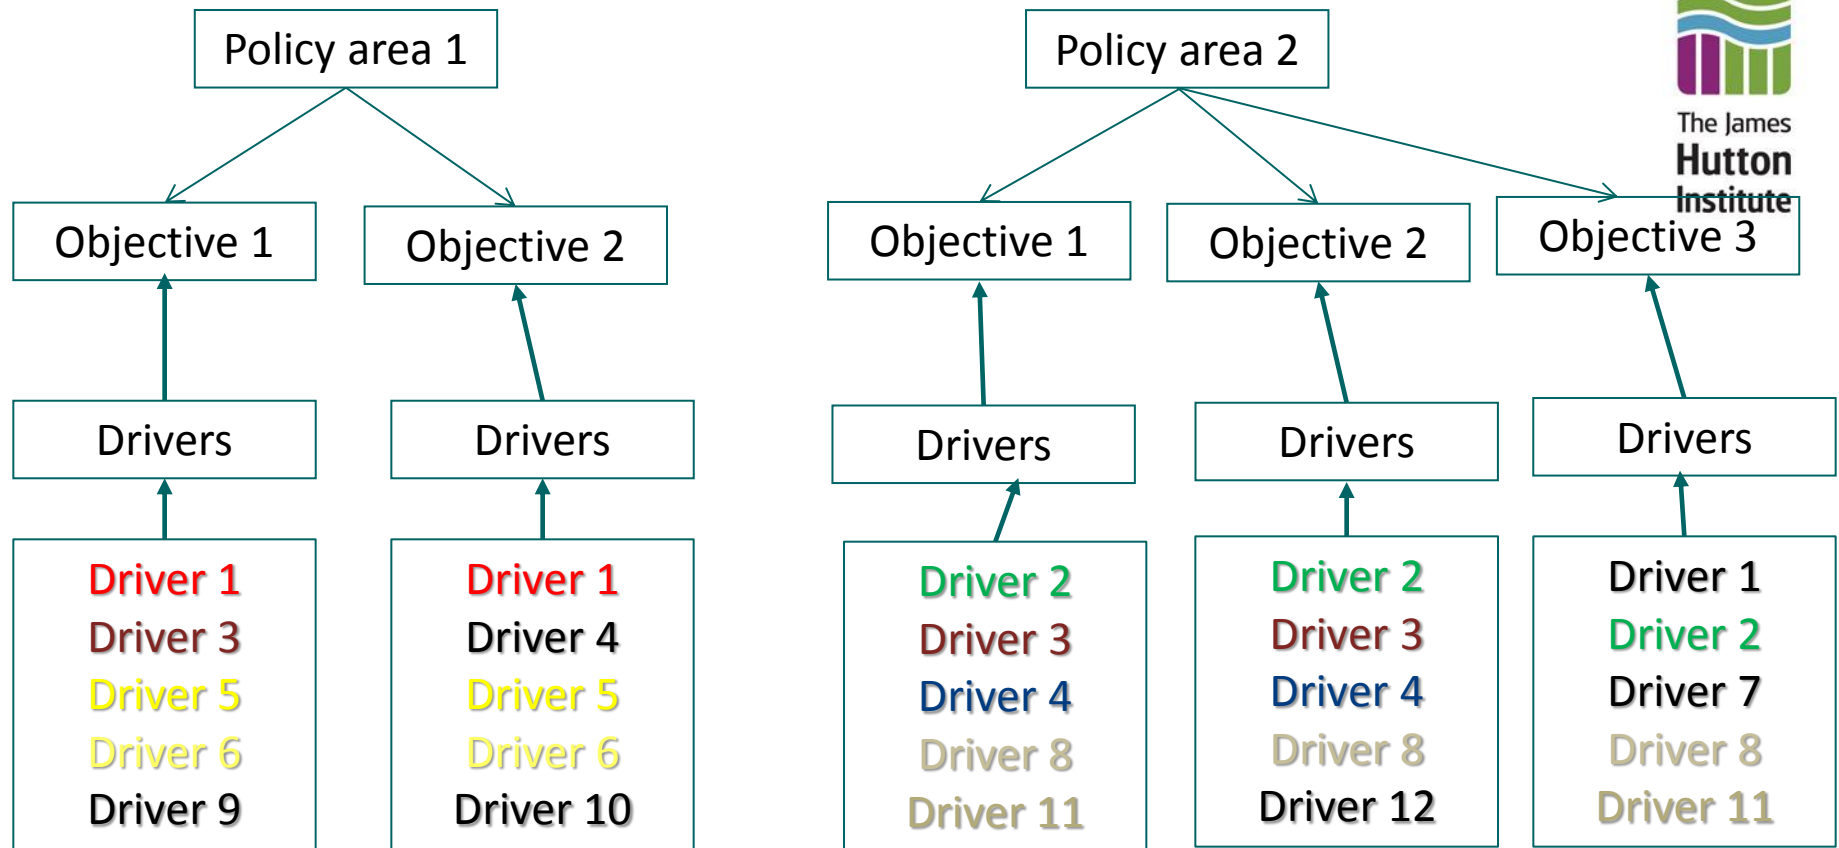 Policy area 1
Policy area 2
The James
Hutton
Institute
Objective 1
Objective 2
Objective 1
Objective 2
Objective 3
Drivers
Drivers
Drivers
Drivers
Drivers
Driver 1
Driver 3
Driver 5
Driver 6
Driver 9
Driver 1
Driver 4
Driver 5
Driver 6
Driver 10
Driver 2
Driver 3
Driver 4
Driver 8
Driver 11
Driver 2
Driver 3
Driver 4
Driver 8
Driver 12
Driver 1
Driver 2
Driver 7
Driver 8
Driver 11